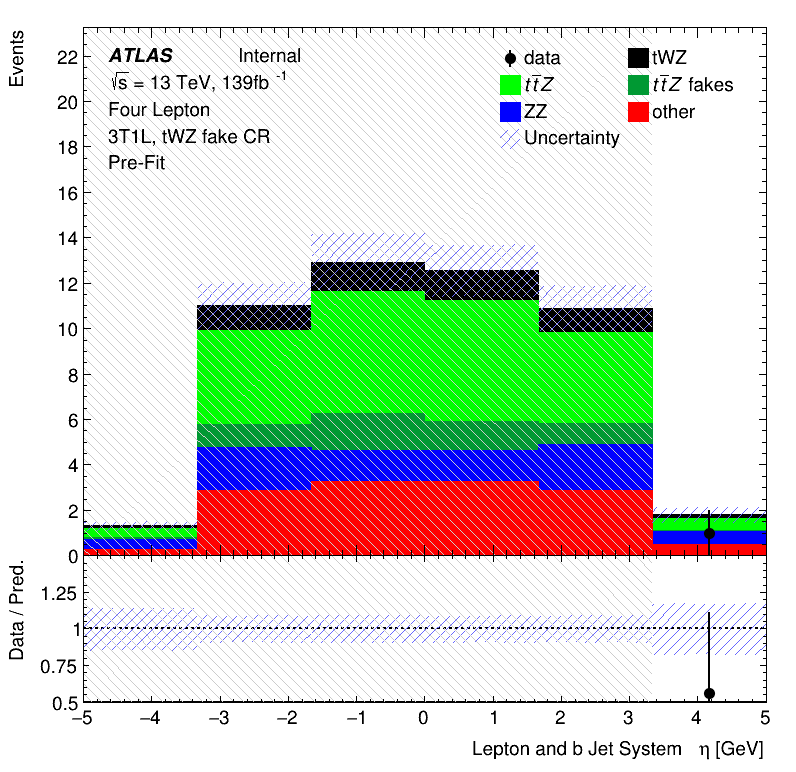 Events
ATLAS Internal
√s = 13 TeV, 139fb⁻¹
Four Lepton
3T1L, tWZ fake CR
Pre-Fit
data
tWZ
tt̄Z
tt̄Z fakes
ZZ
other
Uncertainty
22
20
18
16
14
12
10
8
6
4
2
0
Data / Pred.
1.25
1
0.75
0.5
−5 −4 −3 −2 −1 0 1 2 3 4 5
Lepton and b Jet System η [GeV]